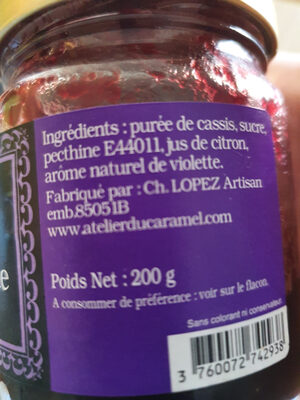 Ingrédients : purée de cassis, sucre,
pecthine E44011, jus de citron,
arôme naturel de violette.
Fabriqué par : Ch. LOPEZ Artisan
emb.85051B
www.atelierducaramel.com
e
Poids Net : 200 g
A consommer de préférence : voir sur le flacon.
Sans colorant ni conservateur
3 760072 742938